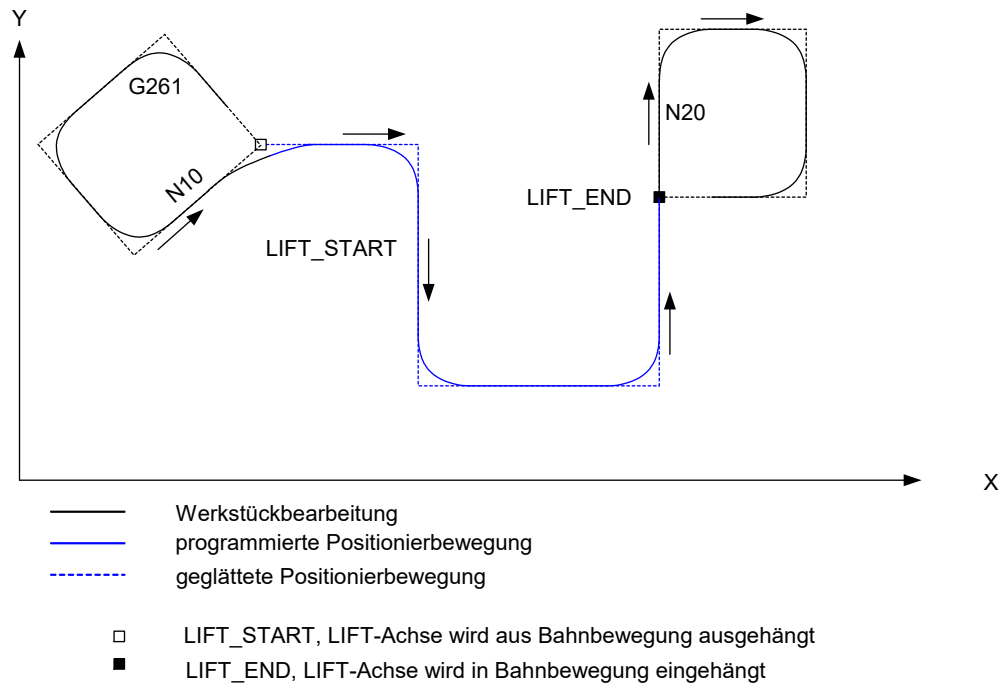 Y
G261
N10
LIFT_START
LIFT_END
N20
X
Werkstückbearbeitung
programmierte Positionierbewegung
geglättete Positionierbewegung
LIFT_START, LIFT-Achse wird aus Bahnbewegung ausgehängt
LIFT_END, LIFT-Achse wird in Bahnbewegung eingehängt